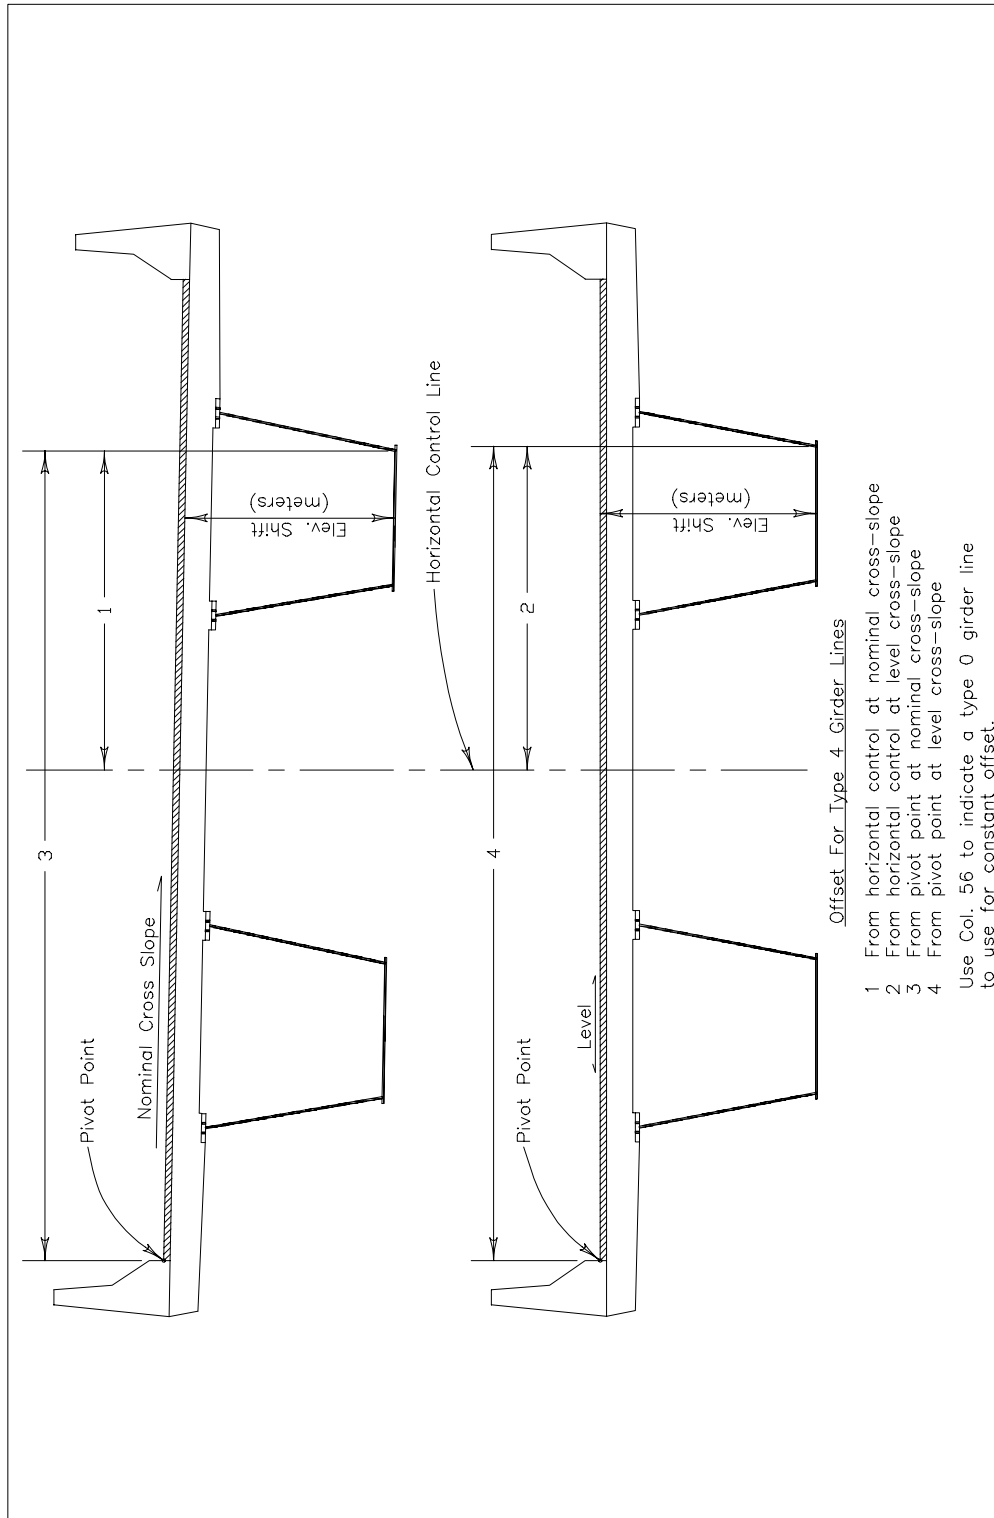 3
1
Nominal Cross Slope
Pivot Point
Elev. Shift
(meters)
Horizontal Control Line
4
2
Pivot Point
Level
Elev. Shift
(meters)
Offset For Type 4 Girder Lines
1 From horizontal control at nominal cross-slope
2 From horizontal control at level cross-slope
3 From pivot point at nominal cross-slope
4 From pivot point at level cross-slope
Use Col. 56 to indicate a type 0 girder line
to use for constant offset.